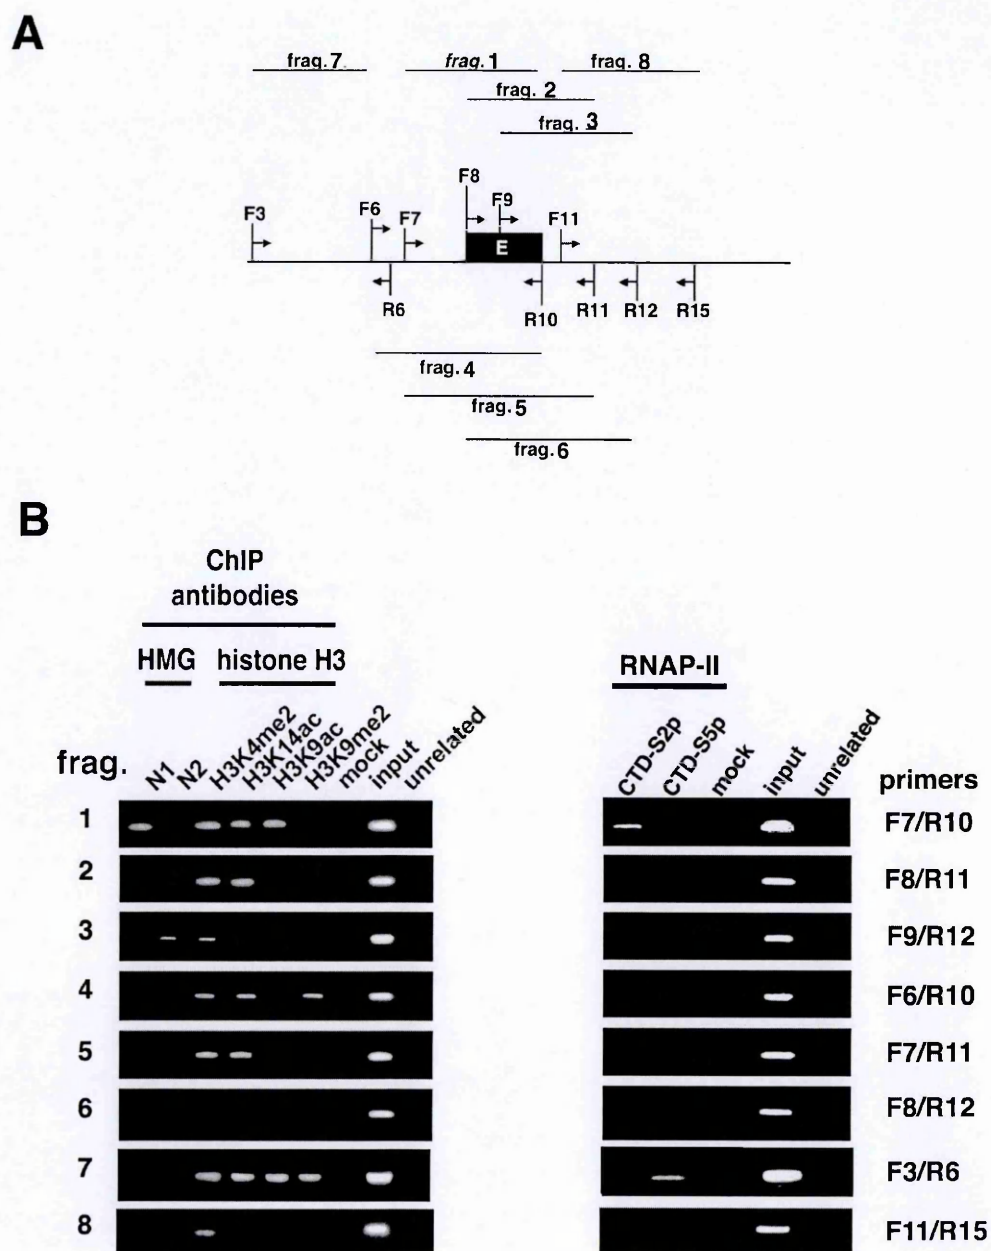 A
frag. 7 frag. 1 frag. 8
frag. 2
frag. 3
F8
F3 F6 F7 F9 F11
E
R6 R10 R11 R12 R15
frag. 4
frag. 5
frag. 6
B
ChIP
antibodies
HMG histone H3 RNAP-II
frag. N1 N2 H3K4me2 H3K14ac H3K9ac H3K9me2 mock input unrelated CTD-S2p CTD-S5p mock input unrelated primers
1 F7/R10
2 F8/R11
3 F9/R12
4 F6/R10
5 F7/R11
6 F8/R12
7 F3/R6
8 F11/R15